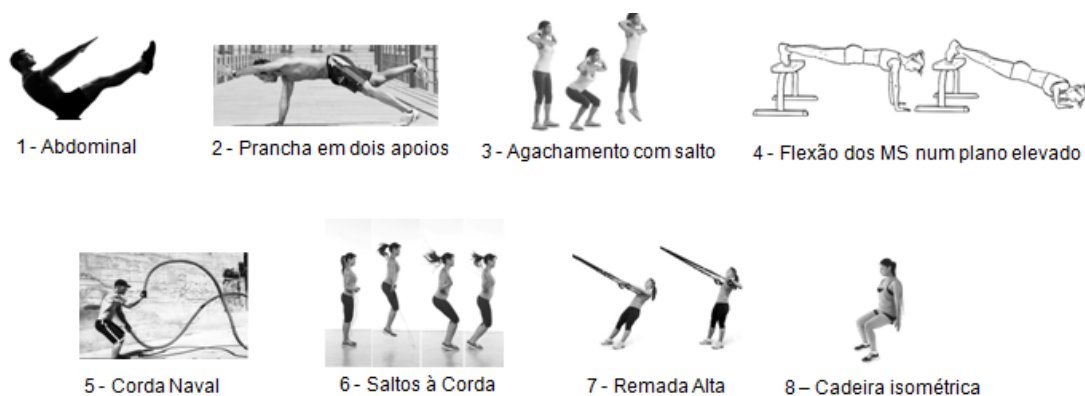 1 - Abdominal
2 - Prancha em dois apoios
3 - Agachamento com salto
4 - Flexão dos MS num plano elevado
5 - Corda Naval
6 - Saltos à Corda
7 - Remada Alta
8 – Cadeira isométrica